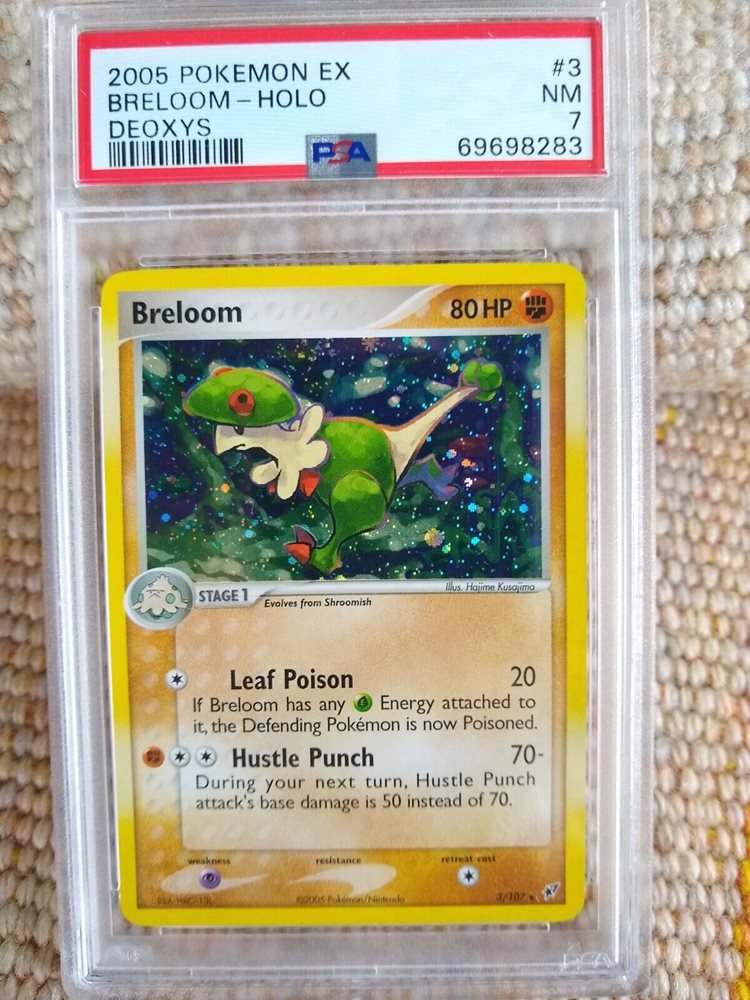 2005 POKEMON EX #3
BRELOOM - HOLO NM
DEOXYS 7
PSA 69698283
Breloom 80 HP
Illus. Hajime Kusajima
STAGE 1 Evolves from Shroomish
Leaf Poison 20
If Breloom has any Energy attached to
it, the Defending Pokémon is now Poisoned.
Hustle Punch 70-
During your next turn, Hustle Punch
attack's base damage is 50 instead of 70.
weakness resistance retreat cost
©2005 Pokémon/Nintendo 3/107
PSA